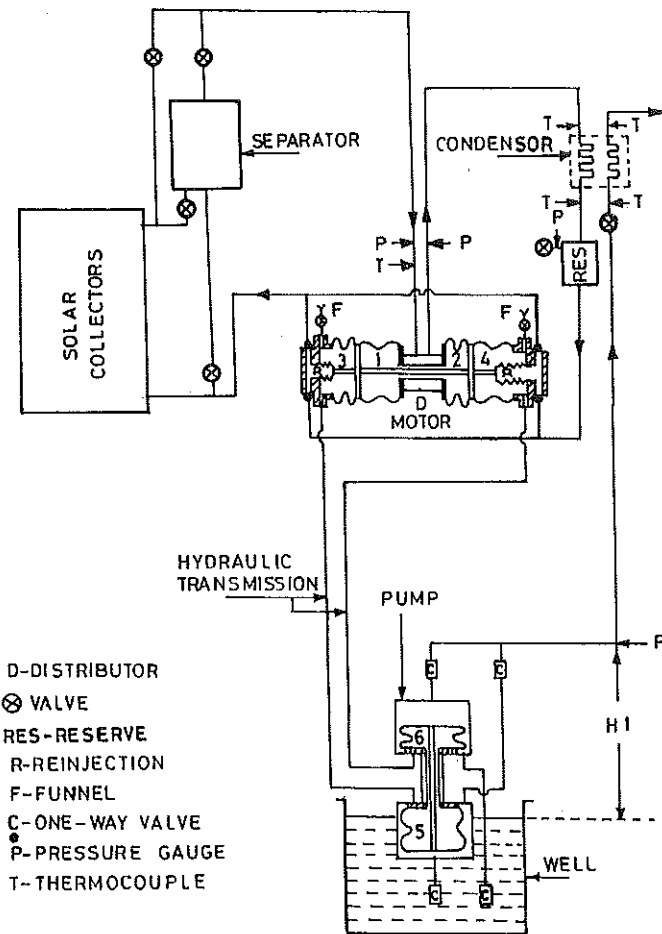 SEPARATOR
CONDENSOR
T
T
T
T
P
RES
P
P
T
F
F
SOLAR
COLLECTORS
3
1
2
4
R
R
D
MOTOR
HYDRAULIC
TRANSMISSION
PUMP
P
C
C
6
H1
5
C
C
WELL
D-DISTRIBUTOR
VALVE
RES-RESERVE
R-REINJECTION
F-FUNNEL
C-ONE-WAY VALVE
P-PRESSURE GAUGE
T-THERMOCOUPLE